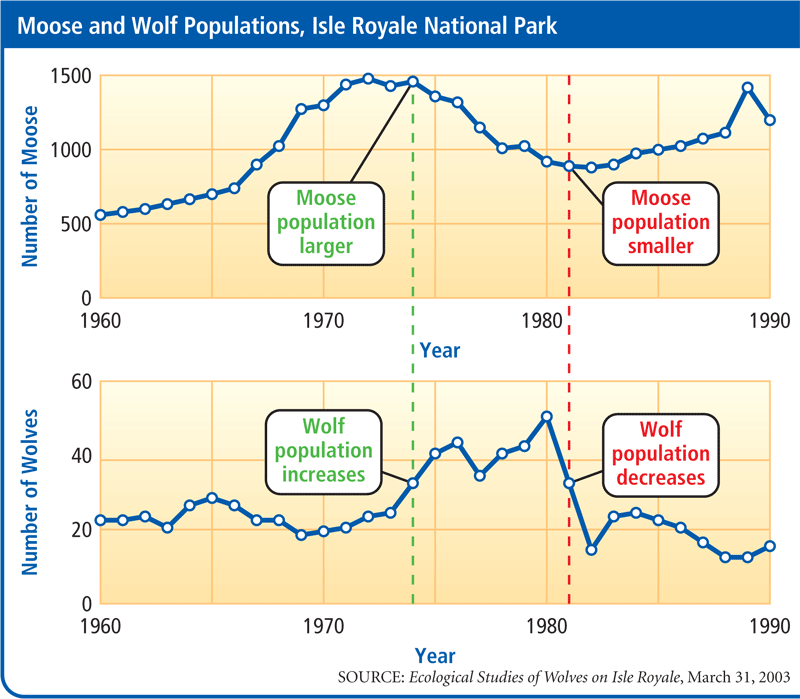 Moose and Wolf Populations, Isle Royale National Park
Number of Moose
1500
1000
500
0
Moose
population
larger
Moose
population
smaller
1960
1970
1980
1990
Year
Number of Wolves
60
40
20
0
Wolf
population
increases
Wolf
population
decreases
1960
1970
1980
1990
Year
SOURCE: Ecological Studies of Wolves on Isle Royale, March 31, 2003